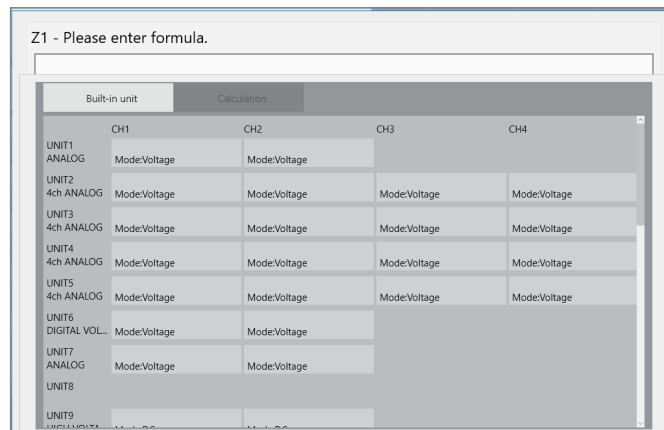 Z1 - Please enter formula.
Built-in unit Calculation
CH1 CH2 CH3 CH4
UNIT1
ANALOG Mode:Voltage Mode:Voltage
UNIT2
4ch ANALOG Mode:Voltage Mode:Voltage Mode:Voltage Mode:Voltage
UNIT3
4ch ANALOG Mode:Voltage Mode:Voltage Mode:Voltage Mode:Voltage
UNIT4
4ch ANALOG Mode:Voltage Mode:Voltage Mode:Voltage Mode:Voltage
UNIT5
4ch ANALOG Mode:Voltage Mode:Voltage Mode:Voltage Mode:Voltage
UNIT6
DIGITAL VOL... Mode:Voltage Mode:Voltage
UNIT7
ANALOG Mode:Voltage Mode:Voltage
UNIT8
UNIT9